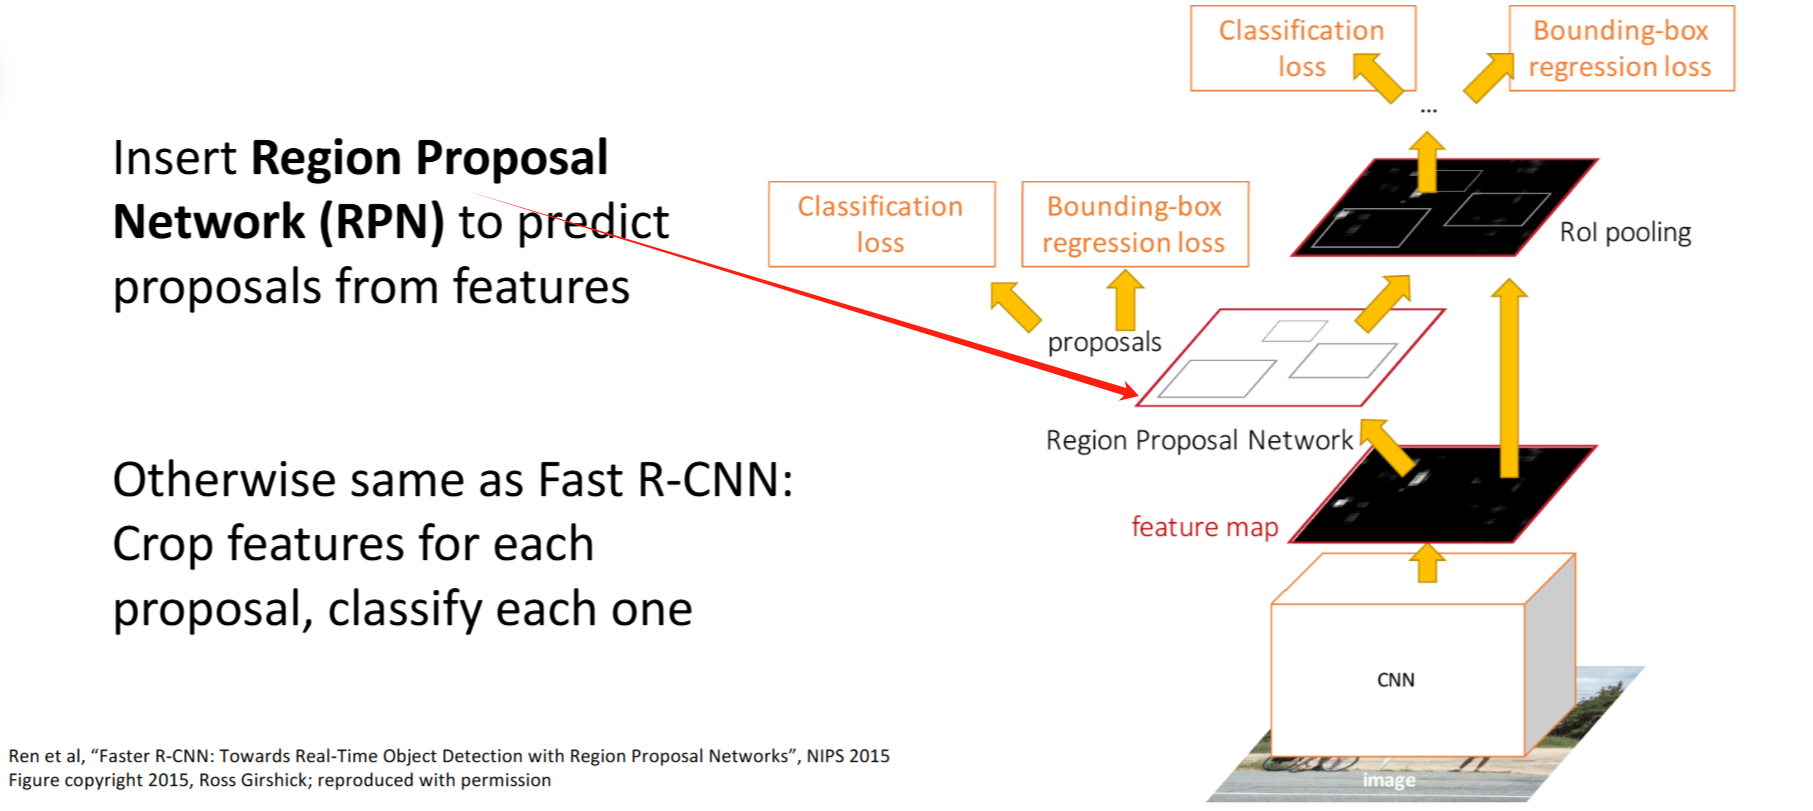 Insert Region Proposal
Network (RPN) to predict
proposals from features
Otherwise same as Fast R-CNN:
Crop features for each
proposal, classify each one
Classification
loss
Bounding-box
regression loss
...
RoI pooling
Classification
loss
Bounding-box
regression loss
proposals
Region Proposal Network
feature map
CNN
image
Ren et al, “Faster R-CNN: Towards Real-Time Object Detection with Region Proposal Networks”, NIPS 2015
Figure copyright 2015, Ross Girshick; reproduced with permission